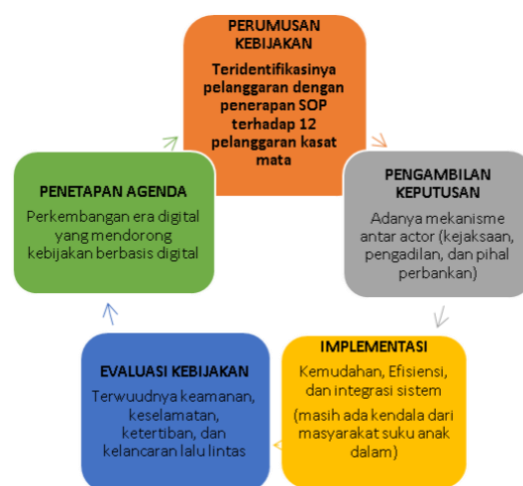 PERUMUSAN
KEBIJAKAN
Teridentifikasinya
pelanggaran dengan
penerapan SOP
terhadap 12
pelanggaran kasat
mata
PENGAMBILAN
KEPUTUSAN
Adanya mekanisme
antar actor (kejaksaan,
pengadilan, dan pihal
perbankan)
IMPLEMENTASI
Kemudahan, Efisiensi,
dan integrasi sistem
(masih ada kendala dari
masyarakat suku anak
dalam)
EVALUASI KEBIJAKAN
Terwuudnya keamanan,
keselamatan,
ketertiban, dan
kelancaran lalu lintas
PENETAPAN AGENDA
Perkembangan era digital
yang mendorong
kebijakan berbasis digital